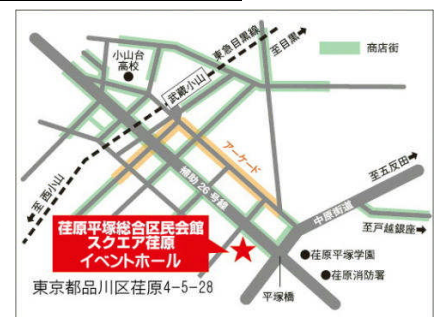 東急目黒線
至目黒
商店街
小山台
高校
武蔵小山
アーケード
補助26号線
至西小山
至五反田
中原街道
至戸越銀座
荏原平塚総合区民会館
スクエア荏原
イベントホール
荏原平塚学園
荏原消防署
東京都品川区荏原4-5-28
平塚橋